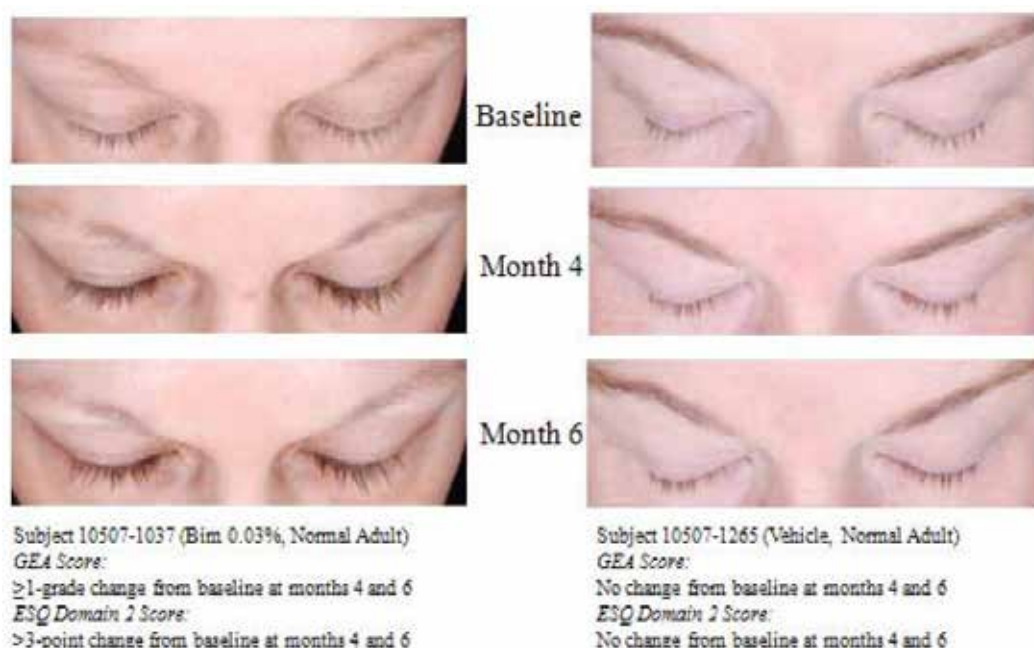 Baseline
Month 4
Month 6
Subject 10507-1037 (Bim 0.03%, Normal Adult)
GEA Score:
≥1-grade change from baseline at months 4 and 6
ESQ Domain 2 Score:
>3-point change from baseline at months 4 and 6
Subject 10507-1265 (Vehicle, Normal Adult)
GEA Score:
No change from baseline at months 4 and 6
ESQ Domain 2 Score:
No change from baseline at months 4 and 6